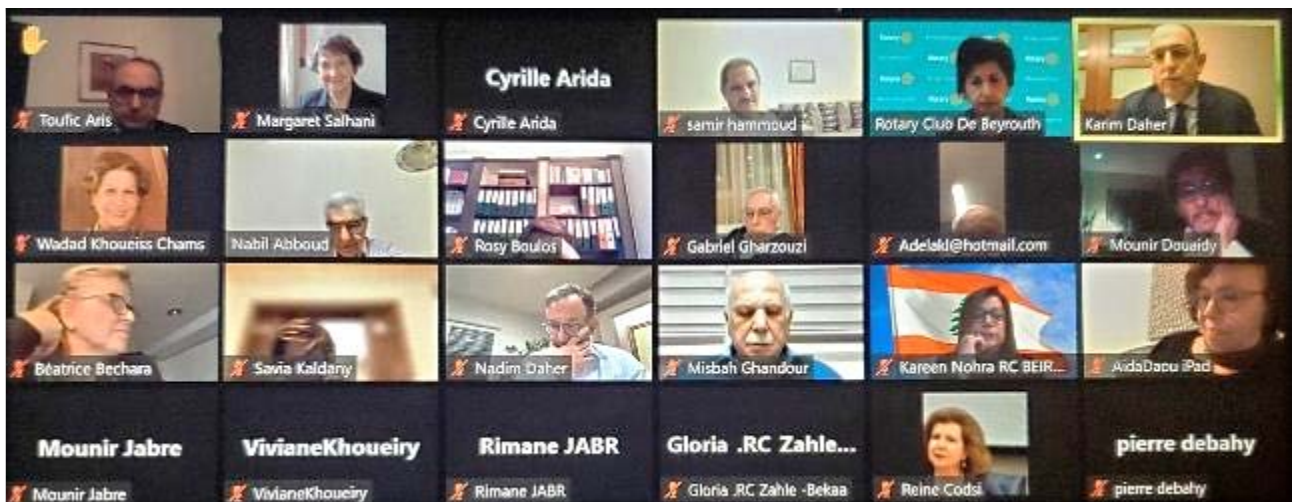 Toufic Aris
Margaret Salhani
Cyrille Arida
Cyrille Arida
samir hammoud
Rotary
Rotary
Rotary
Rotary Club De Beyrouth
Karim Daher
Wadad Khoueiss Chams
Nabil Abboud
Rosy Boulos
Gabriel Gharzouzi
Adelakl@hotmail.com
Mounir Douaidy
Béatrice Bechara
Savia Kaldany
Nadim Daher
Misbah Ghandour
Kareen Nohra RC BEIR...
AidaDaou iPad
Mounir Jabre
Mounir Jabre
VivianeKhoueiry
VivianeKhoueiry
Rimane JABR
Rimane JABR
Gloria .RC Zahle...
Gloria .RC Zahle -Bekaa
Reine Codsi
pierre debahy
pierre debahy